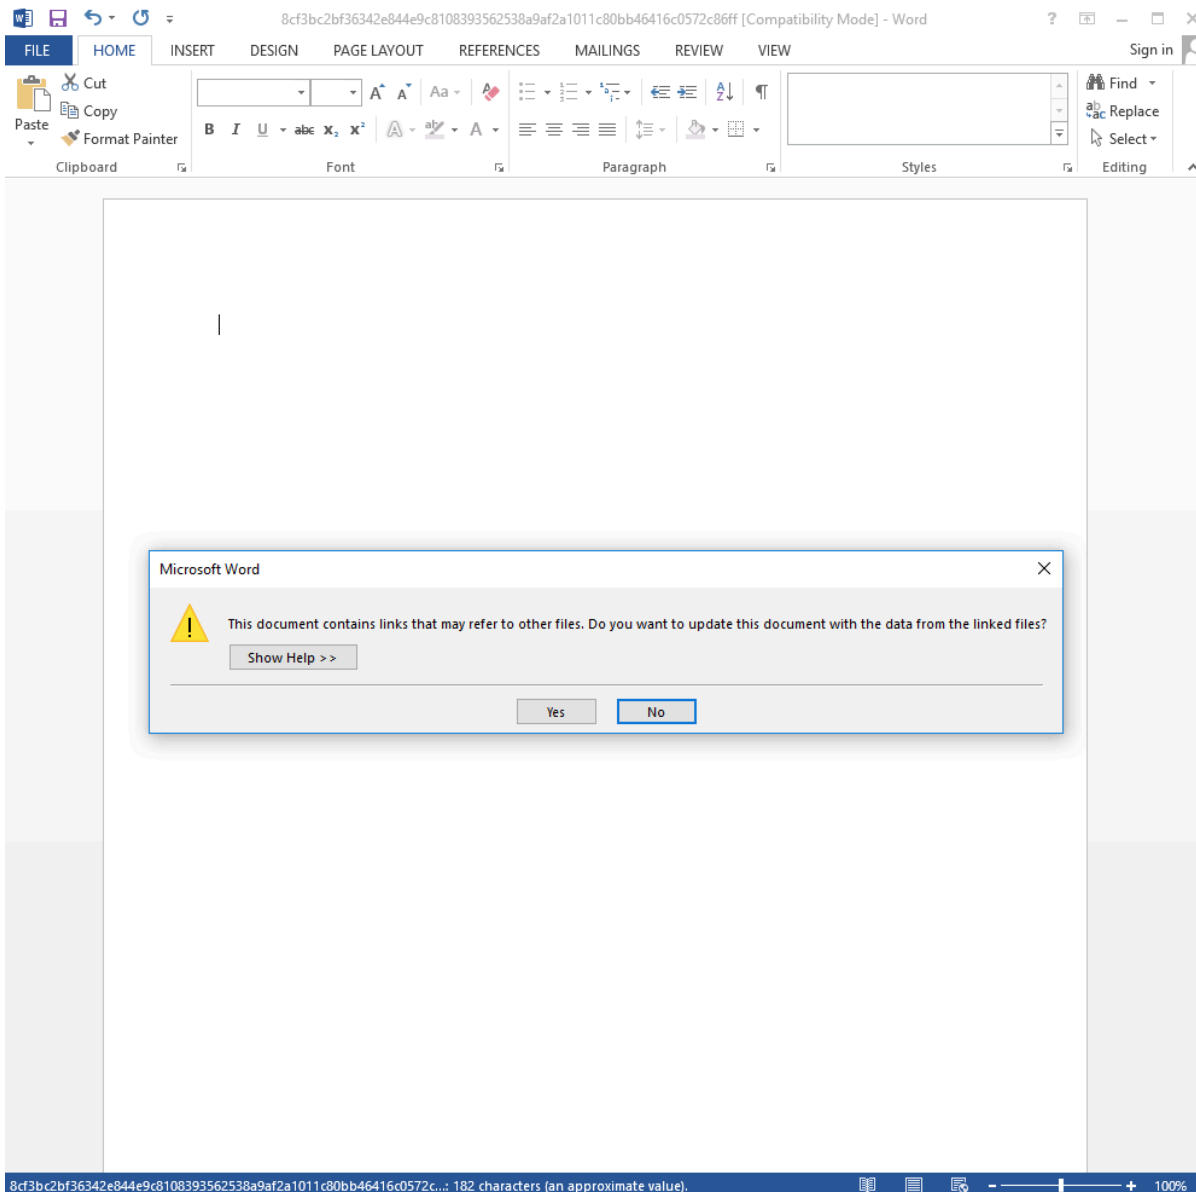 8cf3bc2bf36342e844e9c8108393562538a9af2a1011c80bb46416c0572c86ff [Compatibility Mode] - Word
FILE HOME INSERT DESIGN PAGE LAYOUT REFERENCES MAILINGS REVIEW VIEW Sign in
Cut
Copy
Paste
Format Painter
Clipboard
Font
Paragraph
Styles
Find
Replace
Select
Editing
Microsoft Word
This document contains links that may refer to other files. Do you want to update this document with the data from the linked files?
Show Help >>
Yes No
8cf3bc2bf36342e844e9c8108393562538a9af2a1011c80bb46416c0572c...: 182 characters (an approximate value).
100%